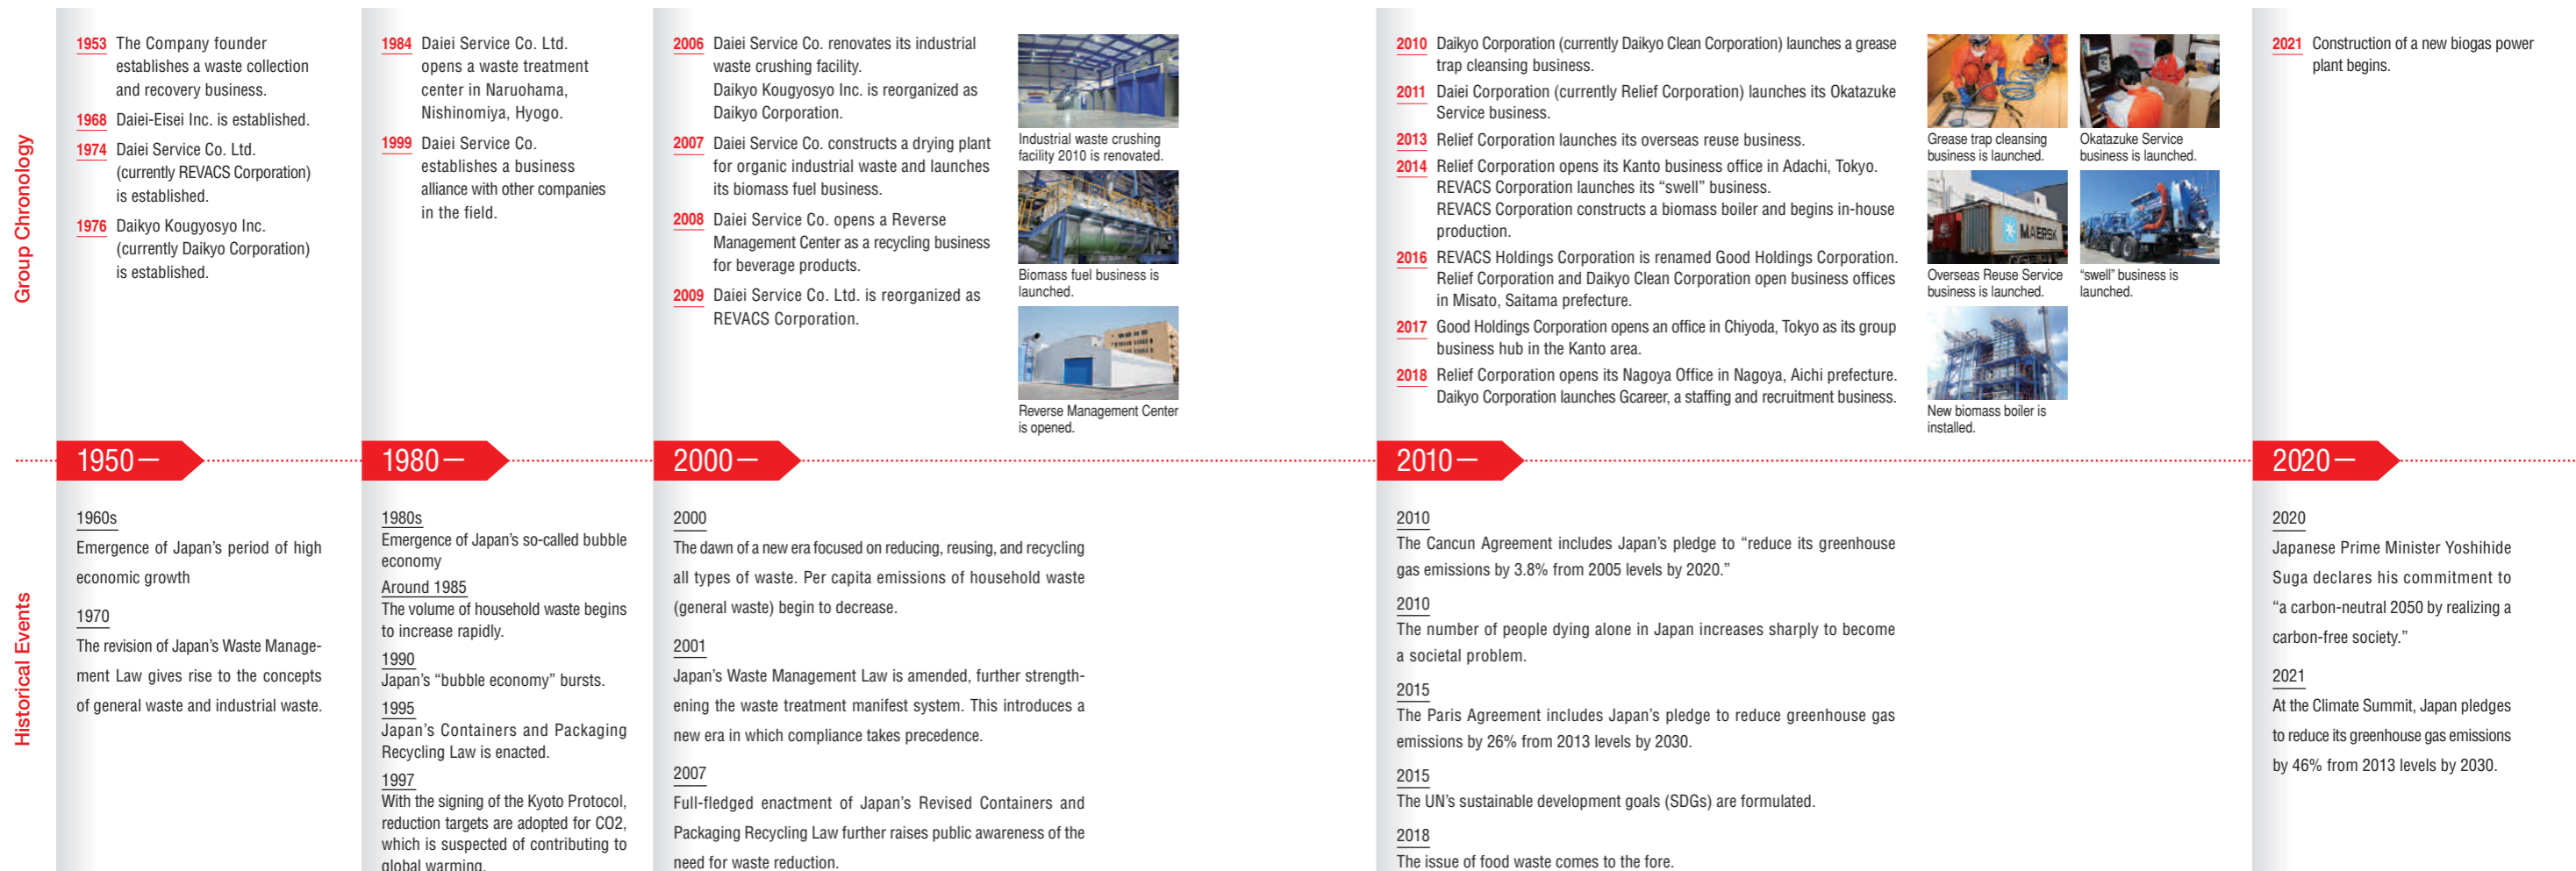 Group Chronology
1953 The Company founder
establishes a waste collection
and recovery business.
1968 Daiei-Eisei Inc. is established.
1974 Daiei Service Co. Ltd.
(currently REVACS Corporation)
is established.
1976 Daikyo Kougyosyo Inc.
(currently Daikyo Corporation)
is established.
1984 Daiei Service Co. Ltd.
opens a waste treatment
center in Naruohama,
Nishinomiya, Hyogo.
1999 Daiei Service Co.
establishes a business
alliance with other companies
in the field.
2006 Daiei Service Co. renovates its industrial
waste crushing facility.
Daikyo Kougyosyo Inc. is reorganized as
Daikyo Corporation.
2007 Daiei Service Co. constructs a drying plant
for organic industrial waste and launches
its biomass fuel business.
2008 Daiei Service Co. opens a Reverse
Management Center as a recycling business
for beverage products.
2009 Daiei Service Co. Ltd. is reorganized as
REVACS Corporation.
Industrial waste crushing
facility 2010 is renovated.
Biomass fuel business is
launched.
Reverse Management Center
is opened.
2010 Daikyo Corporation (currently Daikyo Clean Corporation) launches a grease
trap cleansing business.
2011 Daiei Corporation (currently Relief Corporation) launches its Okatazuke
Service business.
2013 Relief Corporation launches its overseas reuse business.
2014 Relief Corporation opens its Kanto business office in Adachi, Tokyo.
REVACS Corporation launches its “swell” business.
REVACS Corporation constructs a biomass boiler and begins in-house
production.
2016 REVACS Holdings Corporation is renamed Good Holdings Corporation.
Relief Corporation and Daikyo Clean Corporation open business offices
in Misato, Saitama prefecture.
2017 Good Holdings Corporation opens an office in Chiyoda, Tokyo as its group
business hub in the Kanto area.
2018 Relief Corporation opens its Nagoya Office in Nagoya, Aichi prefecture.
Daikyo Corporation launches Gcareer, a staffing and recruitment business.
Grease trap cleansing
business is launched.
Okatazuke Service
business is launched.
MAERSK
Overseas Reuse Service
business is launched.
“swell” business is
launched.
New biomass boiler is
installed.
2021 Construction of a new biogas power
plant begins.
1950—
1980—
2000—
2010—
2020—
Historical Events
1960s
Emergence of Japan’s period of high
economic growth
1970
The revision of Japan’s Waste Manage-
ment Law gives rise to the concepts
of general waste and industrial waste.
1980s
Emergence of Japan’s so-called bubble
economy
Around 1985
The volume of household waste begins
to increase rapidly.
1990
Japan’s “bubble economy” bursts.
1995
Japan’s Containers and Packaging
Recycling Law is enacted.
1997
With the signing of the Kyoto Protocol,
reduction targets are adopted for CO2,
which is suspected of contributing to
global warming.
2000
The dawn of a new era focused on reducing, reusing, and recycling
all types of waste. Per capita emissions of household waste
(general waste) begin to decrease.
2001
Japan’s Waste Management Law is amended, further strength-
ening the waste treatment manifest system. This introduces a
new era in which compliance takes precedence.
2007
Full-fledged enactment of Japan’s Revised Containers and
Packaging Recycling Law further raises public awareness of the
need for waste reduction.
2010
The Cancun Agreement includes Japan’s pledge to “reduce its greenhouse
gas emissions by 3.8% from 2005 levels by 2020.”
2010
The number of people dying alone in Japan increases sharply to become
a societal problem.
2015
The Paris Agreement includes Japan’s pledge to reduce greenhouse gas
emissions by 26% from 2013 levels by 2030.
2015
The UN’s sustainable development goals (SDGs) are formulated.
2018
The issue of food waste comes to the fore.
2020
Japanese Prime Minister Yoshihide
Suga declares his commitment to
“a carbon-neutral 2050 by realizing a
carbon-free society.”
2021
At the Climate Summit, Japan pledges
to reduce its greenhouse gas emissions
by 46% from 2013 levels by 2030.